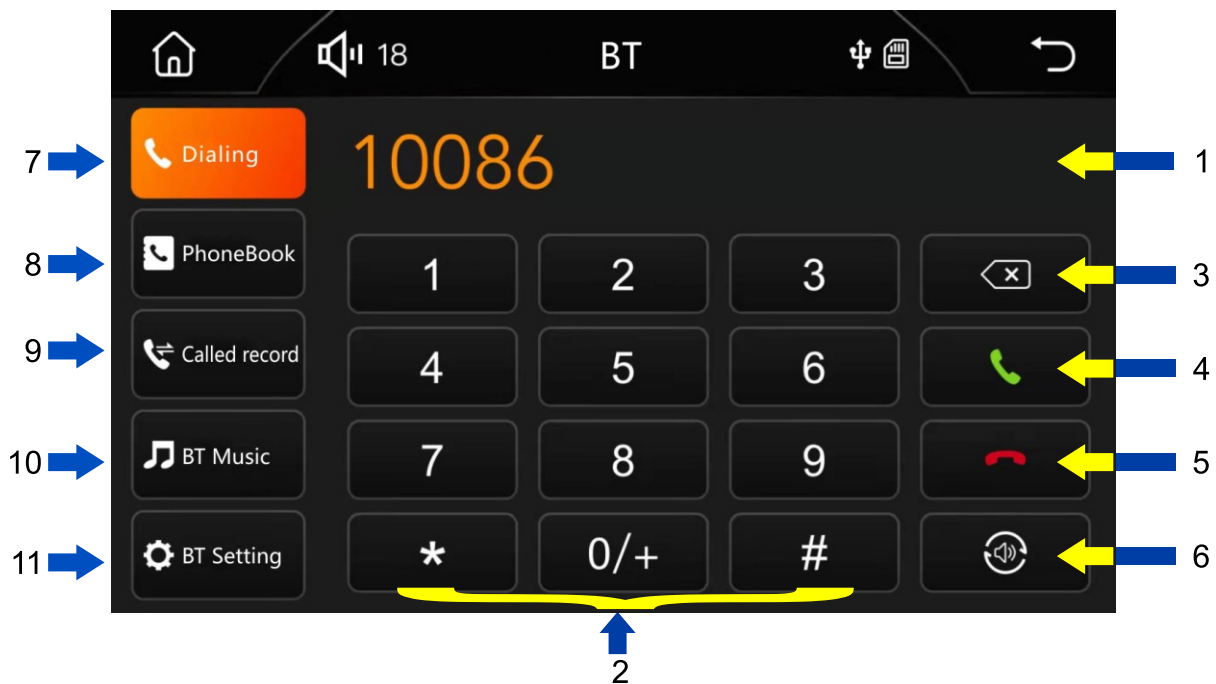 18 BT
7 Dialing 10086 1
8 PhoneBook
1 2 3 3
9 Called record
4 5 6 4
10 BT Music
7 8 9 5
11 BT Setting
* 0/+ # 6
2